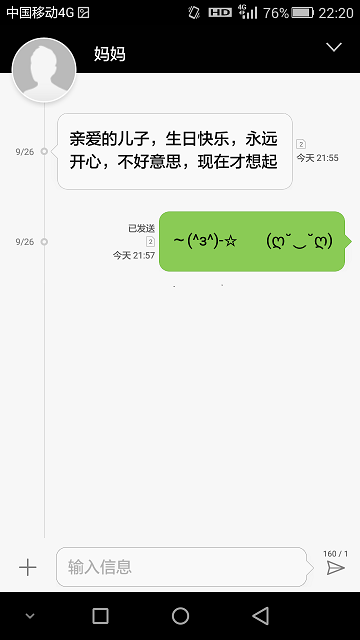 中国移动4G 4G HD 76% 22:20
妈妈
亲爱的儿子，生日快乐，永远
开心，不好意思，现在才想起
9/26
2
今天 21:55
已发送
9/26
2
今天 21:57
～(^з^)-☆ (ღ˘⌣˘ღ)
160 / 1
输入信息